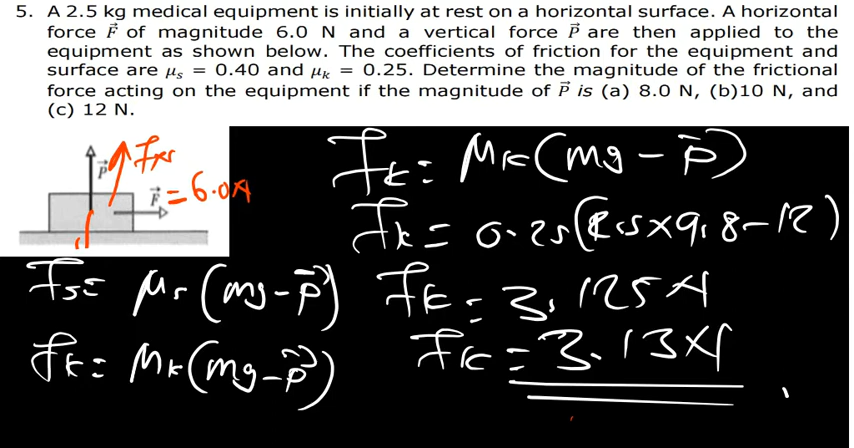 5. A 2.5 kg medical equipment is initially at rest on a horizontal surface. A horizontal
force F⃗ of magnitude 6.0 N and a vertical force P⃗ are then applied to the
equipment as shown below. The coefficients of friction for the equipment and
surface are μs = 0.40 and μk = 0.25. Determine the magnitude of the frictional
force acting on the equipment if the magnitude of P⃗ is (a) 8.0 N, (b)10 N, and
(c) 12 N.
P⃗
F⃗ = 6.0N
fs = μs (mg - P⃗)
fk = μk (mg - P⃗)
fk = μk (mg - P⃗)
fk = 0.25 (2.5 x 9.8 - 12)
fk = 3.125N
fk = 3.13N